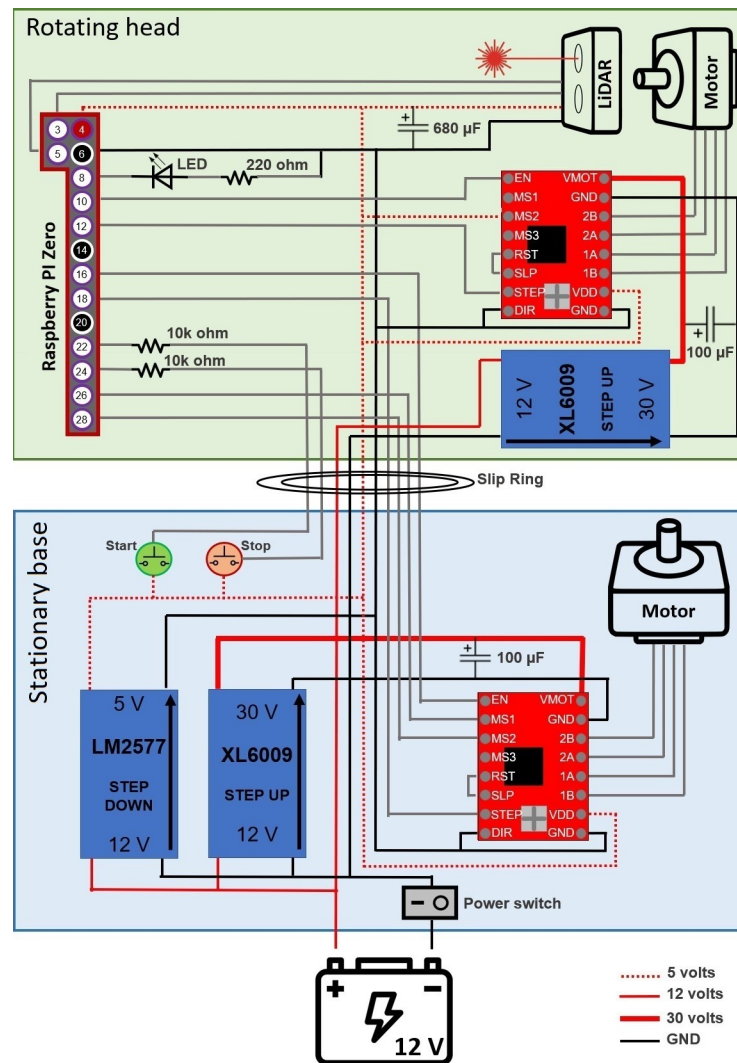 Rotating head
LiDAR
Motor
Raspberry PI Zero
3 4
5 6
8
10
12
14
16
18
20
22
24
26
28
+
680 µF
LED
220 ohm
10k ohm
10k ohm
EN VMOT
MS1 GND
MS2 2B
MS3 2A
RST 1A
SLP 1B
STEP VDD
DIR GND
+
100 µF
12 V
XL6009
STEP UP
30 V
Slip Ring
Stationary base
Start
Stop
Motor
+
100 µF
5 V
LM2577
STEP
DOWN
12 V
30 V
XL6009
STEP UP
12 V
EN VMOT
MS1 GND
MS2 2B
MS3 2A
RST 1A
SLP 1B
STEP VDD
DIR GND
Power switch
+ −
12 V
5 volts
12 volts
30 volts
GND